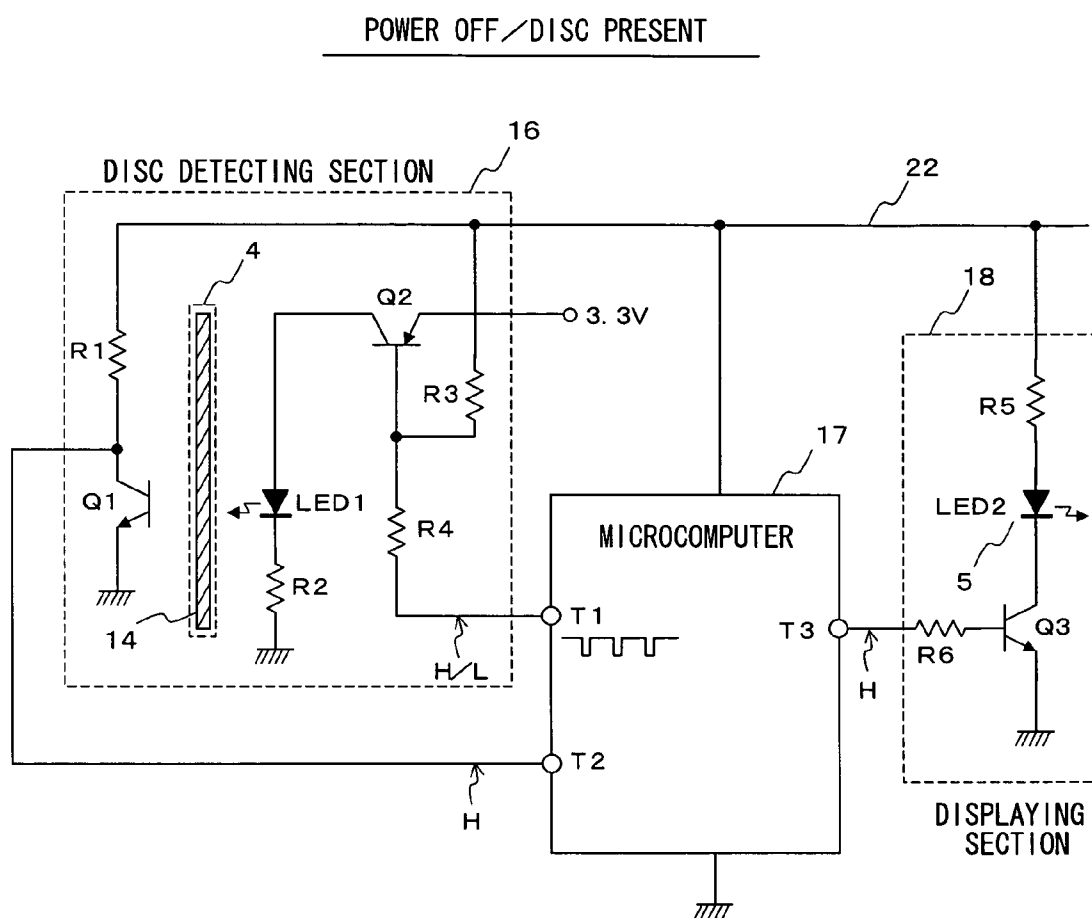 POWER OFF/DISC PRESENT
16
DISC DETECTING SECTION
22
4
18
Q2
3.3V
R1
R3
R5
17
Q1
LED1
R4
LED2
MICROCOMPUTER
R2
5
14
T1
T3
Q3
R6
H/L
H
T2
H
DISPLAYING
SECTION